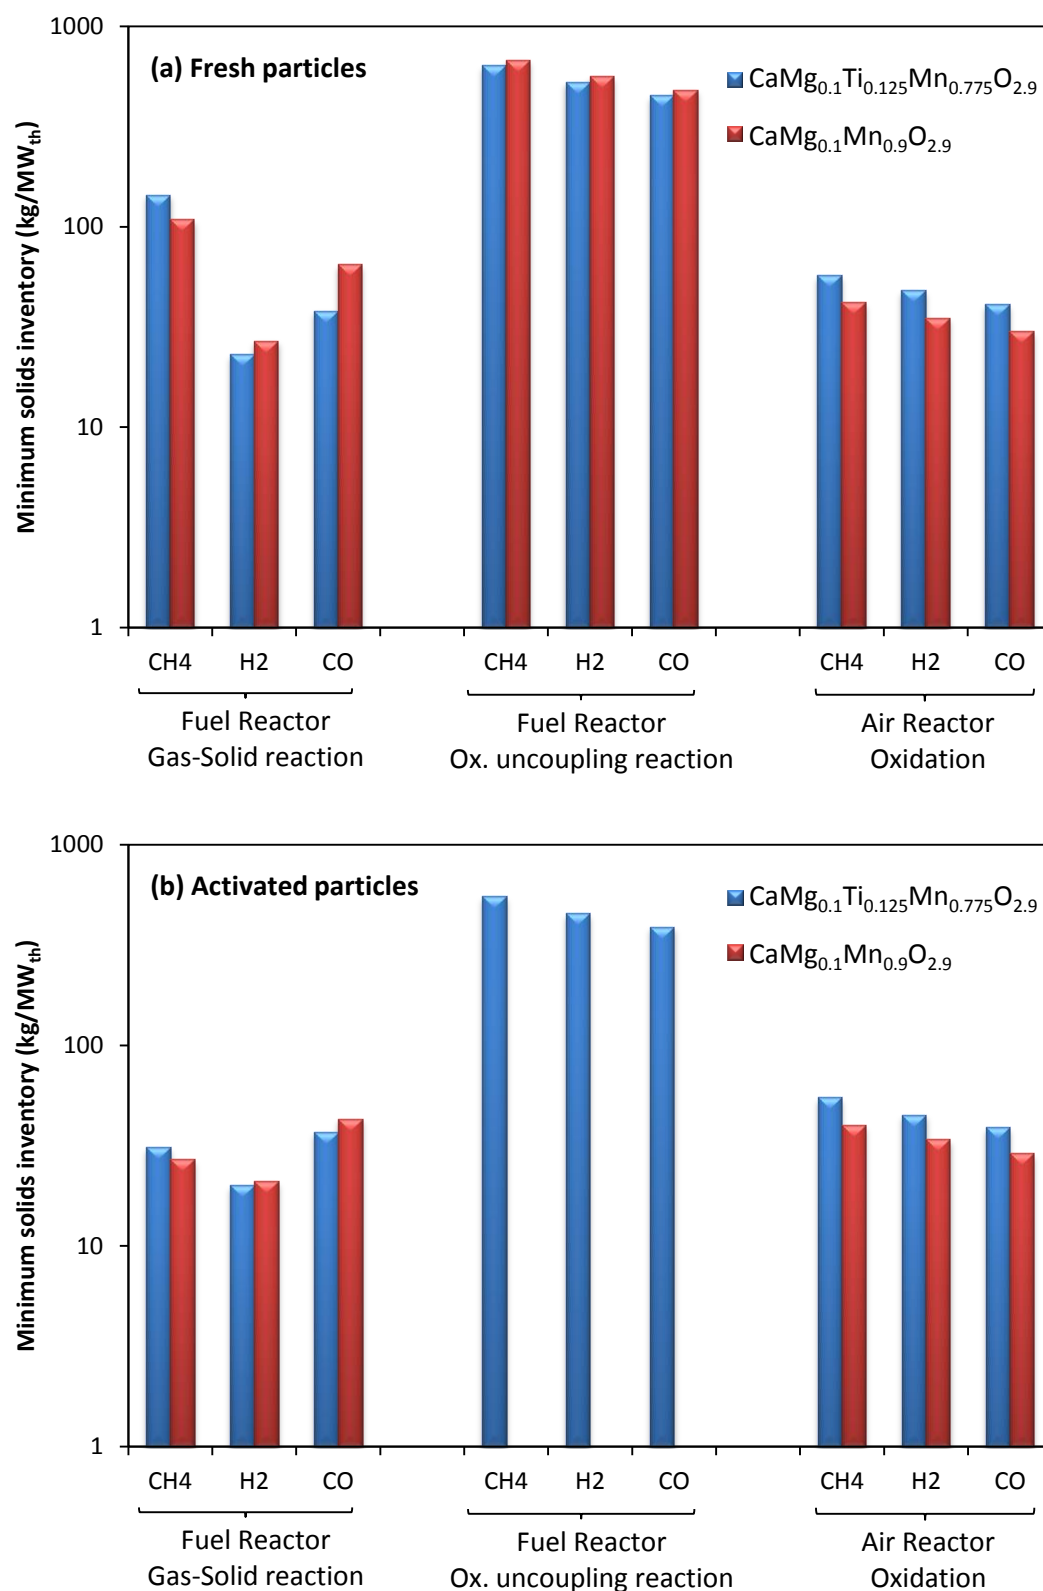 1000
100
10
1
Minimum solids inventory (kg/MWth)
(a) Fresh particles
CaMg0.1Ti0.125Mn0.775O2.9
CaMg0.1Mn0.9O2.9
CH4 H2 CO CH4 H2 CO CH4 H2 CO
Fuel Reactor Fuel Reactor Air Reactor
Gas-Solid reaction Ox. uncoupling reaction Oxidation
1000
100
10
1
Minimum solids inventory (kg/MWth)
(b) Activated particles
CaMg0.1Ti0.125Mn0.775O2.9
CaMg0.1Mn0.9O2.9
CH4 H2 CO CH4 H2 CO CH4 H2 CO
Fuel Reactor Fuel Reactor Air Reactor
Gas-Solid reaction Ox. uncoupling reaction Oxidation